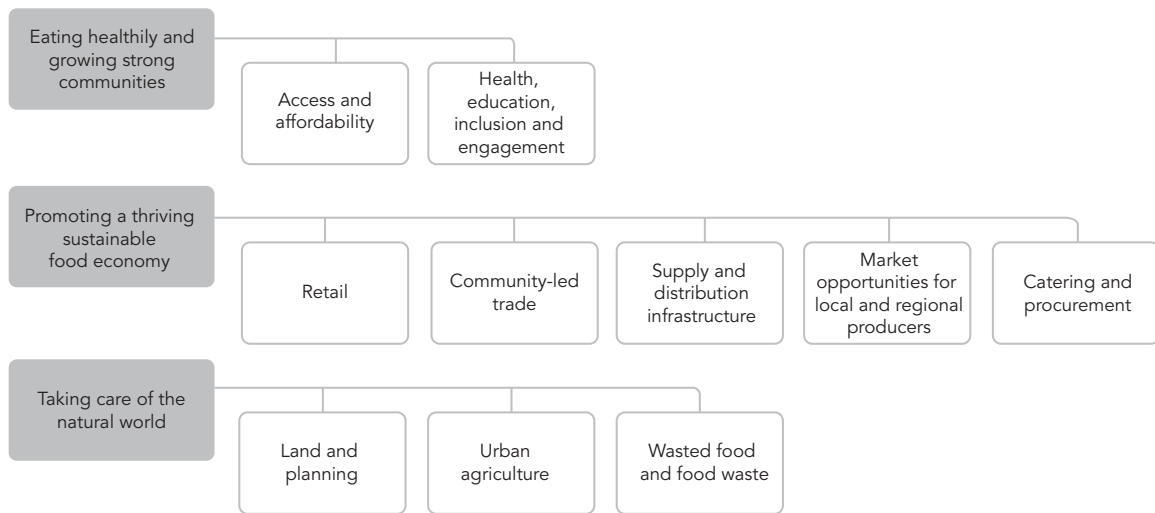 Eating healthily and
growing strong
communities
Access and
affordability
Health,
education,
inclusion and
engagement
Promoting a thriving
sustainable
food economy
Retail
Community-led
trade
Supply and
distribution
infrastructure
Market
opportunities for
local and regional
producers
Catering and
procurement
Taking care of the
natural world
Land and
planning
Urban
agriculture
Wasted food
and food waste